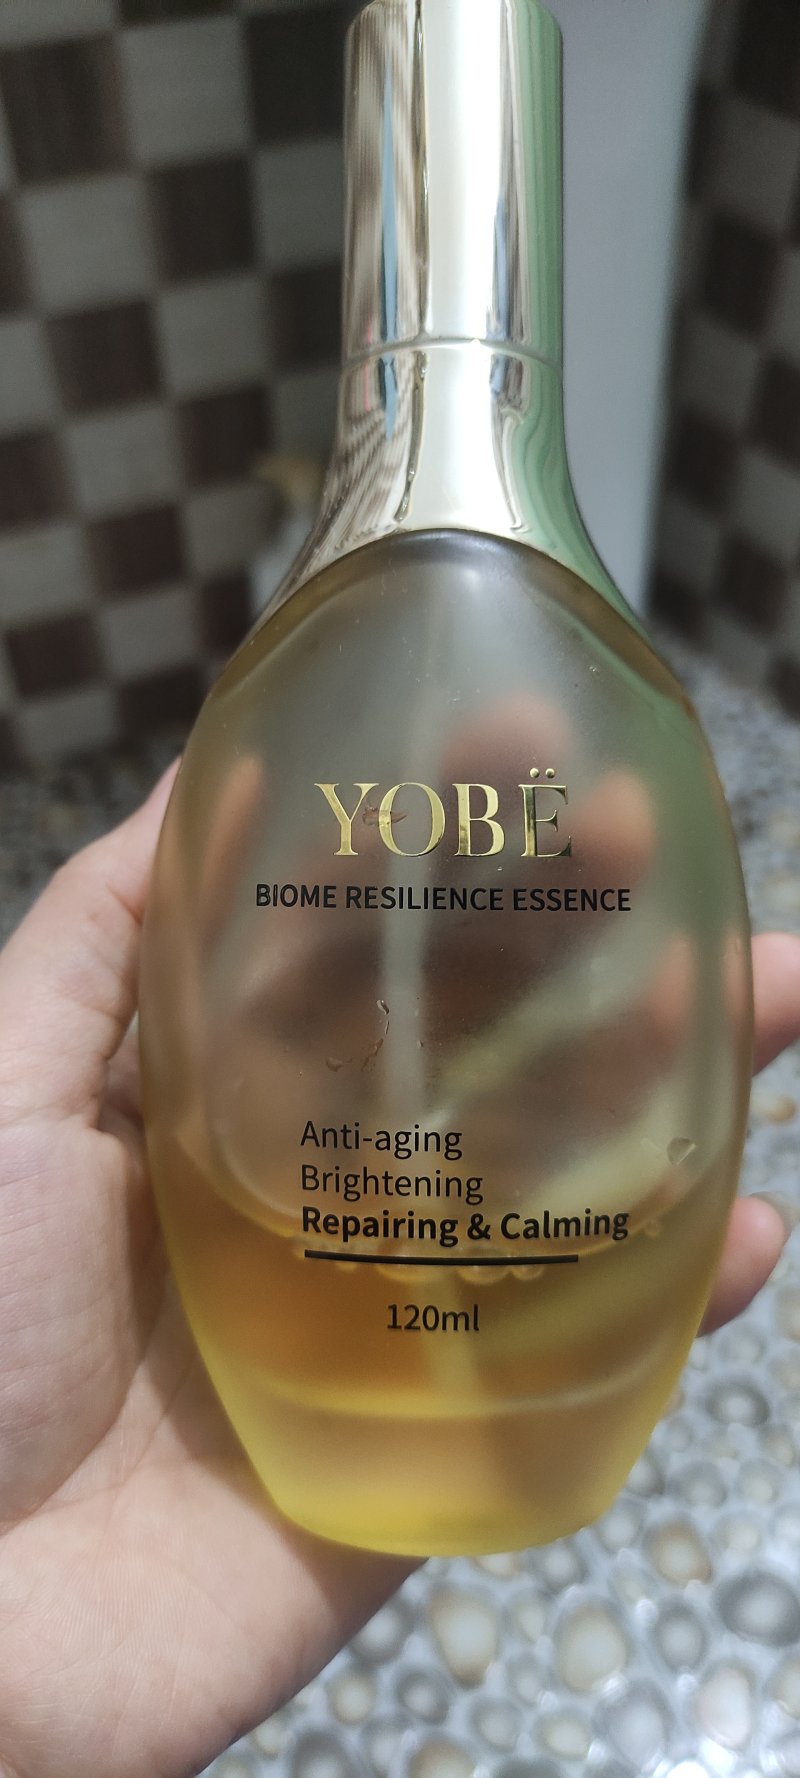 YOBË
BIOME RESILIENCE ESSENCE
Anti-aging
Brightening
Repairing & Calming
120ml